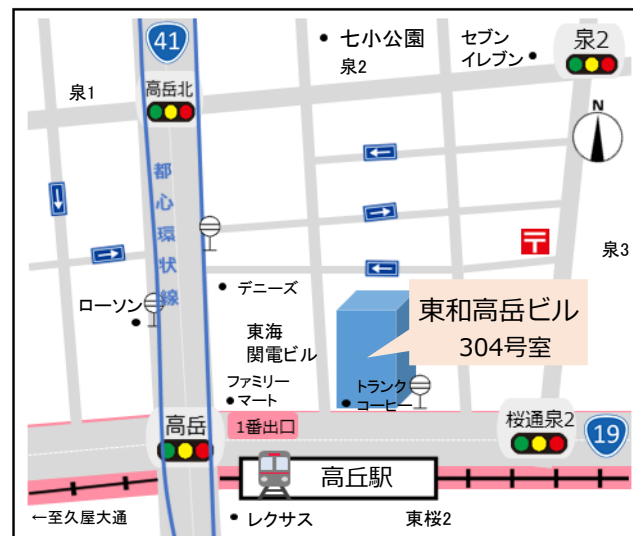 41
七小公園
セブン
イレブン
泉2
泉2
泉1
高岳北
N
都心環状線
泉3
デニーズ
ローソン
東和高岳ビル
304号室
東海
関電ビル
ファミリー
マート
トランク
コーヒー
高岳
1番出口
桜通泉2
19
高丘駅
←至久屋大通
レクサス
東桜2